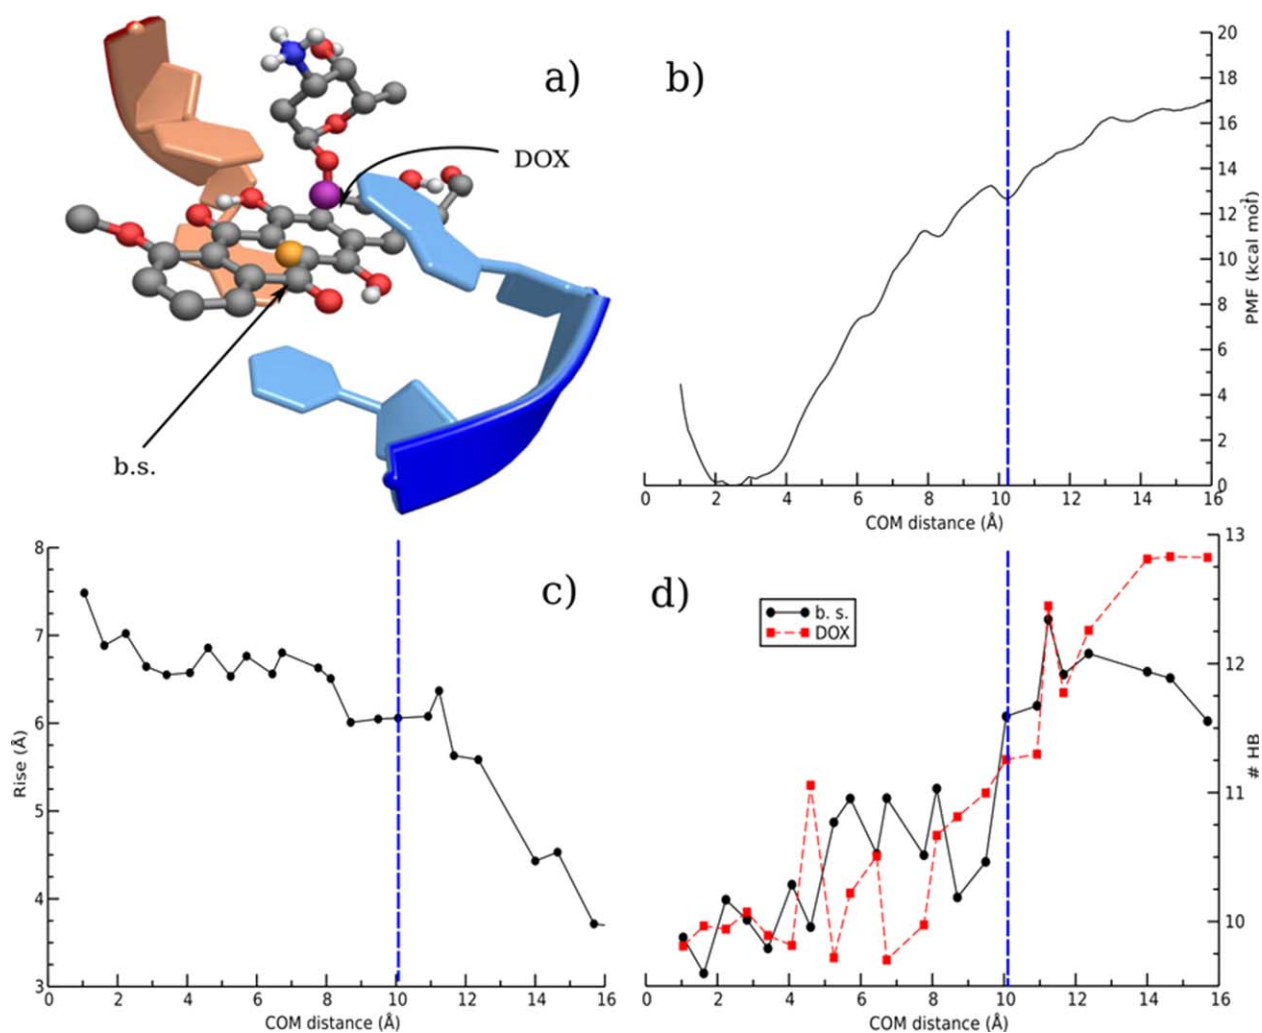 a)
DOX
b.s.
b)
20
18
16
14
12
10
8
6
4
2
0
PMF (kcal mol⁻¹)
0 2 4 6 8 10 12 14 16
COM distance (Å)
c)
8
7
6
5
4
3
Rise (Å)
0 2 4 6 8 10 12 14 16
COM distance (Å)
d)
b. s.
DOX
13
12
11
10
# HB
0 2 4 6 8 10 12 14 16
COM distance (Å)